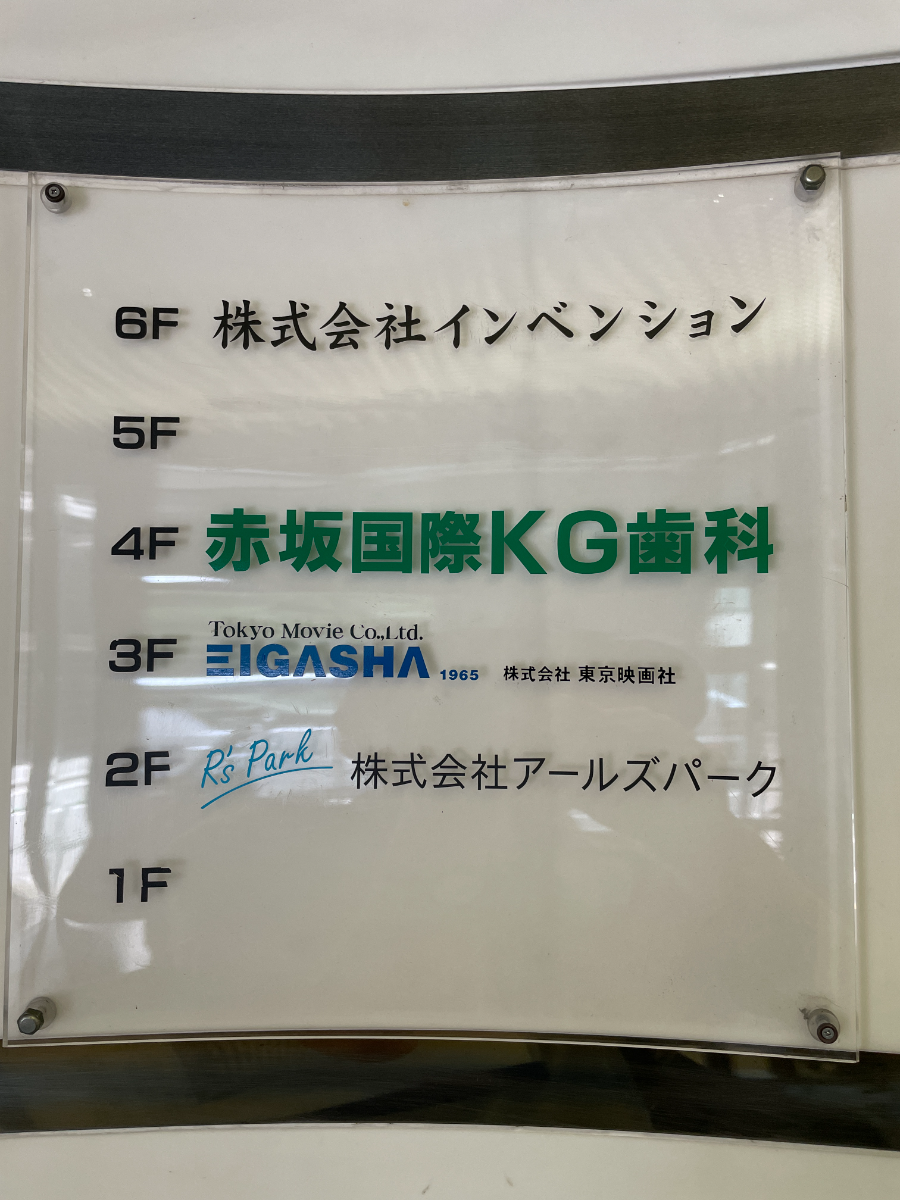 6F 株式会社インベンション
5F
4F 赤坂国際KG歯科
Tokyo Movie Co.,Ltd.
3F EIGASHA 1965 株式会社 東京映画社
2F R's Park 株式会社アールズパーク
1F